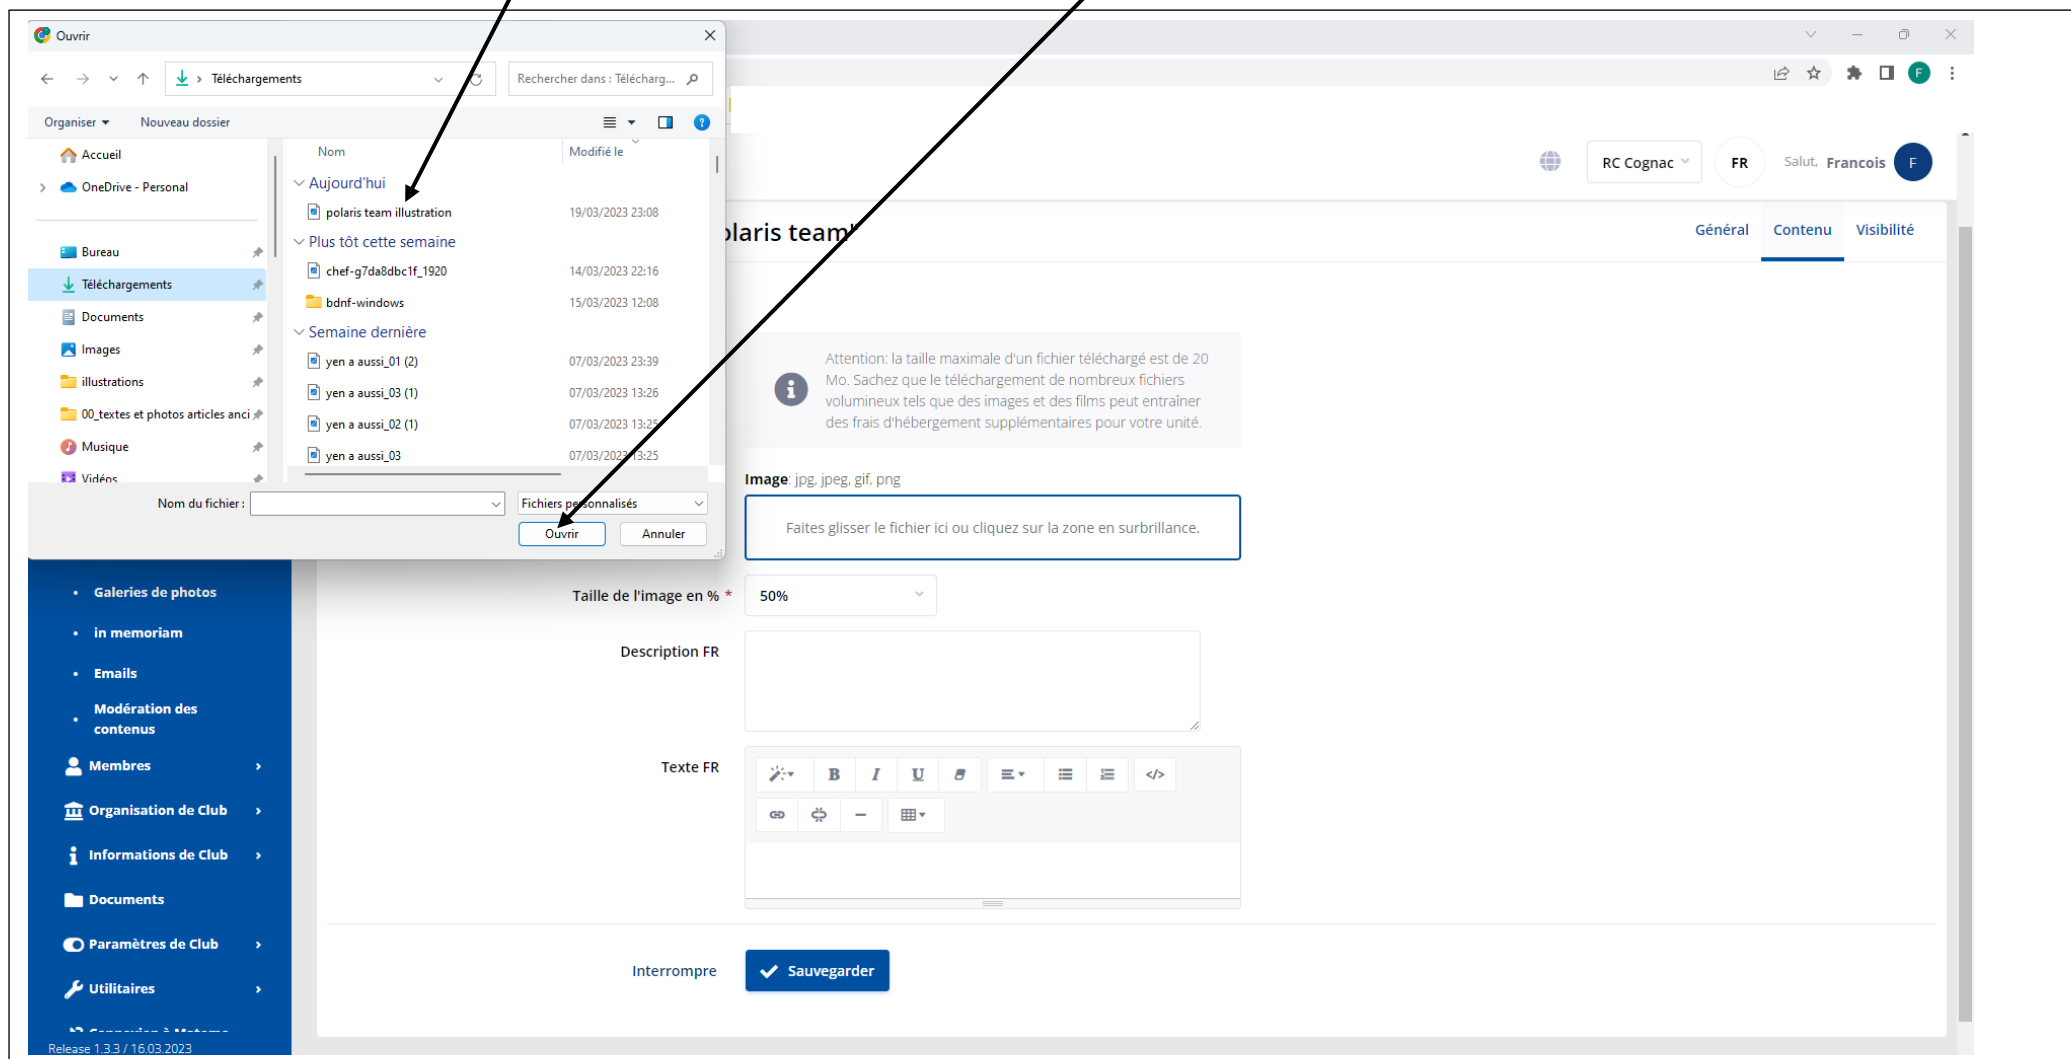 Ouvrir
Téléchargements
Rechercher dans : Télécharg...
Organiser
Nouveau dossier
Accueil
OneDrive - Personal
Bureau
Téléchargements
Documents
Images
illustrations
00_textes et photos articles anci
Musique
Vidéos
Nom
Modifié le
Aujourd'hui
polaris team illustration 19/03/2023 23:08
Plus tôt cette semaine
chef-g7da8dbc1f_1920 14/03/2023 22:16
bdnf-windows 15/03/2023 12:08
Semaine dernière
yen a aussi_01 (2) 07/03/2023 23:39
yen a aussi_03 (1) 07/03/2023 13:26
yen a aussi_02 (1) 07/03/2023 13:25
yen a aussi_03 07/03/2023 13:25
Nom du fichier :
Fichiers personnalisés
Ouvrir
Annuler
F
RC Cognac
FR
Salut, Francois
F
olaris team"
Général
Contenu
Visibilité
Attention: la taille maximale d'un fichier téléchargé est de 20
Mo. Sachez que le téléchargement de nombreux fichiers
volumineux tels que des images et des films peut entraîner
des frais d'hébergement supplémentaires pour votre unité.
Image: jpg, jpeg, gif, png
Faites glisser le fichier ici ou cliquez sur la zone en surbrillance.
Taille de l'image en % *
50%
Description FR
Texte FR
B I U
Interrompre
Sauvegarder
Galeries de photos
in memoriam
Emails
Modération des
contenus
Membres
Organisation de Club
Informations de Club
Documents
Paramètres de Club
Utilitaires
Release 1.3.3 / 16.03.2023